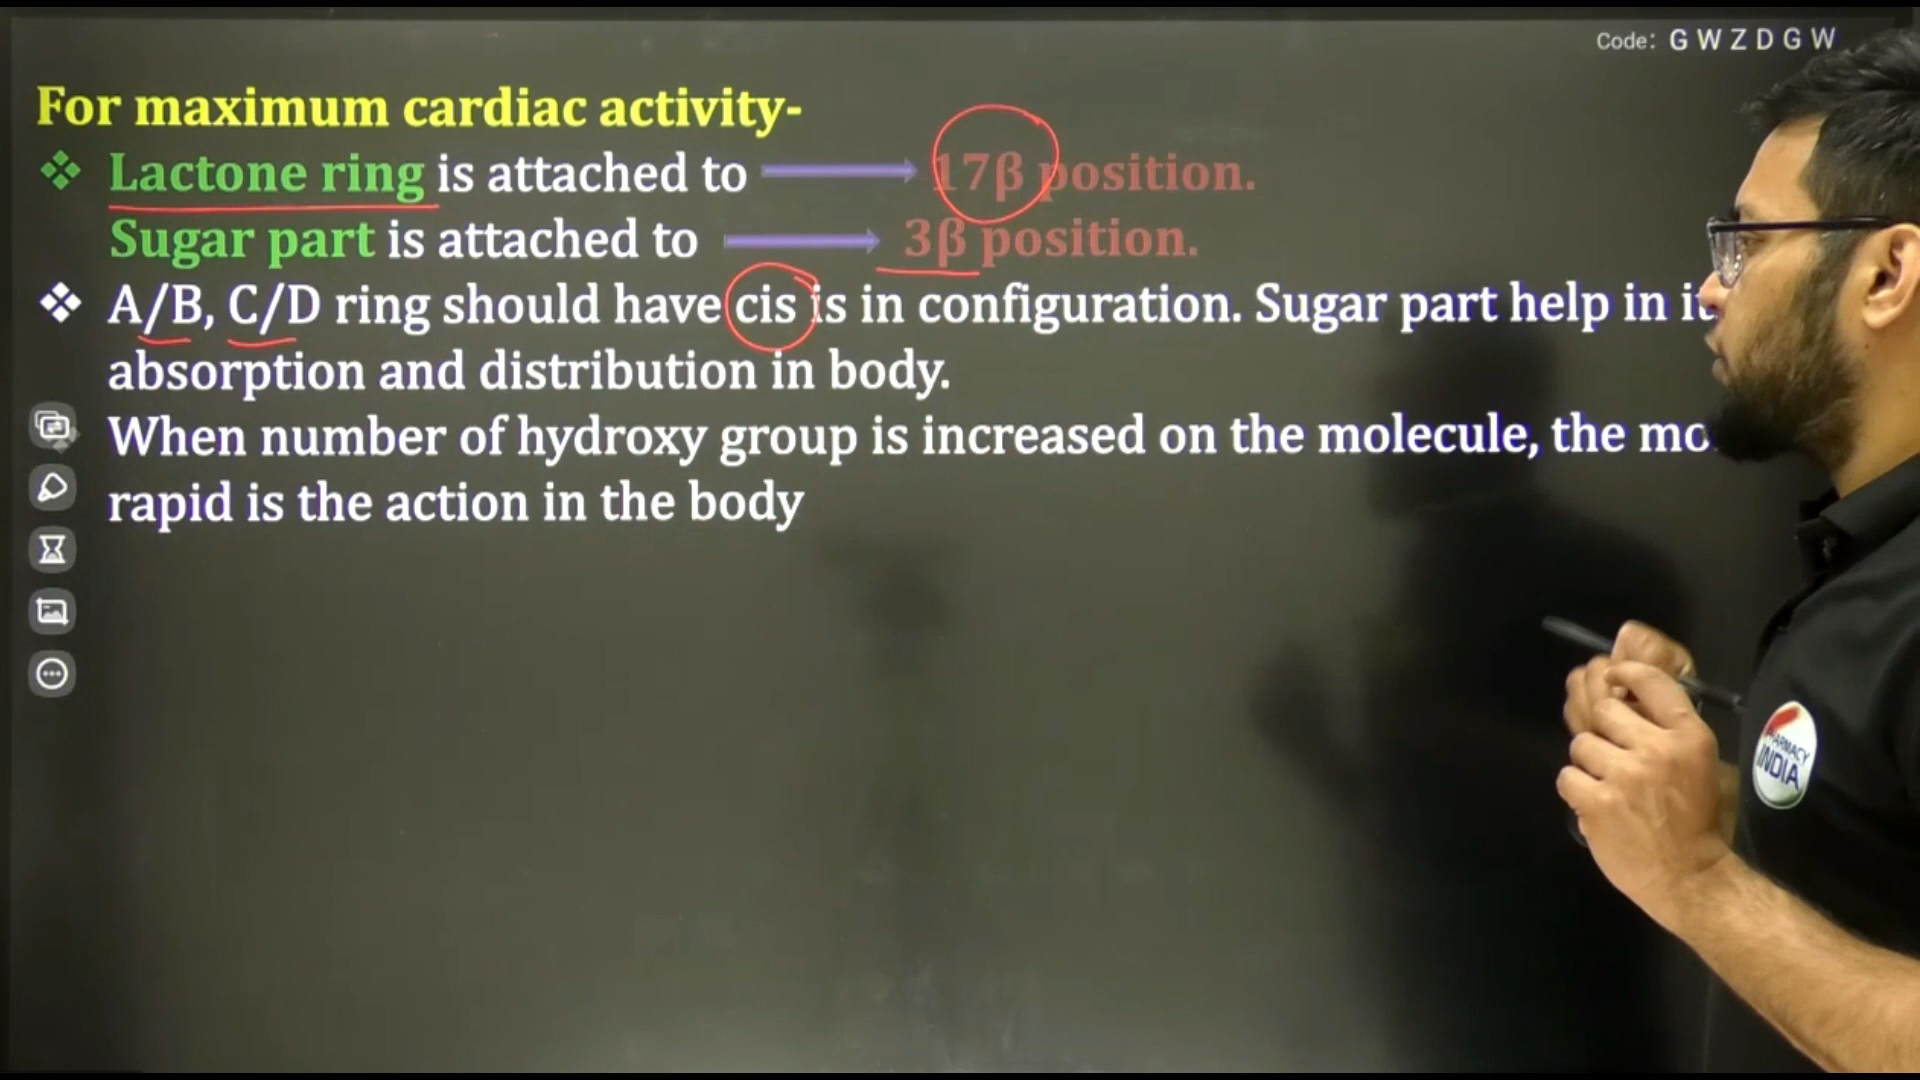 Code: GWZDGW
For maximum cardiac activity-
Lactone ring is attached to 17β position.
Sugar part is attached to 3β position.
A/B, C/D ring should have cis is in configuration. Sugar part help in
absorption and distribution in body.
When number of hydroxy group is increased on the molecule, the
rapid is the action in the body
INDIA